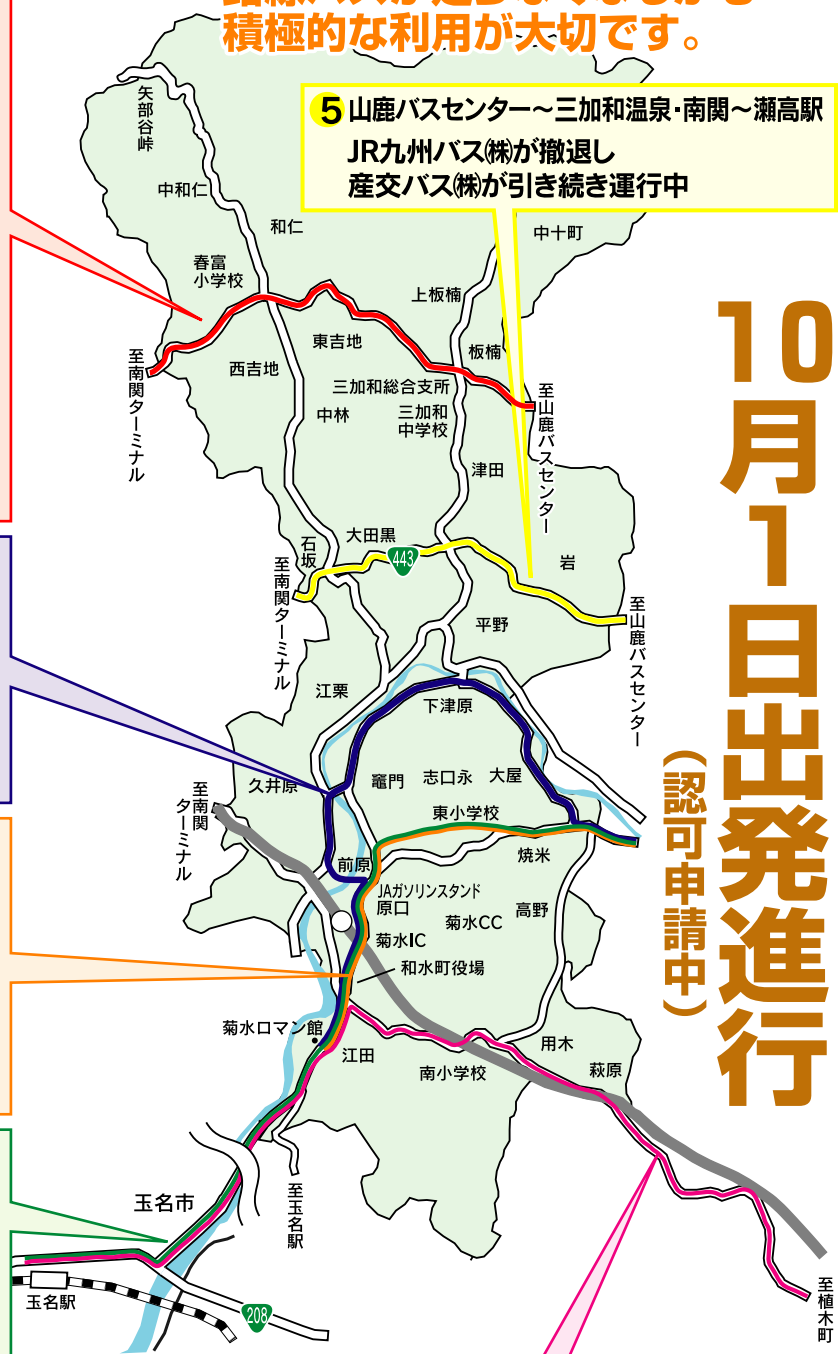 積極的な利用が大切です。
5 山鹿バスセンター～三加和温泉・南関～瀬高駅
JR九州バス㈱が撤退し
産交バス㈱が引き続き運行中
10月1日出発進行
（認可申請中）
矢部谷峠
中和仁
和仁
中十町
春富
小学校
上板楠
東吉地
板楠
西吉地
至南関ターミナル
三加和総合支所
中林
三加和
中学校
至山鹿バスセンター
津田
大田黒
石坂
443
岩
至南関ターミナル
平野
至山鹿バスセンター
江栗
下津原
久井原
竈門
志口永
大屋
至南関
ターミナル
東小学校
前原
焼米
JAガソリンスタンド
原口
菊水CC
高野
菊水IC
和水町役場
菊水ロマン館
江田
用木
南小学校
萩原
玉名市
至玉名駅
玉名駅
208
至植木町